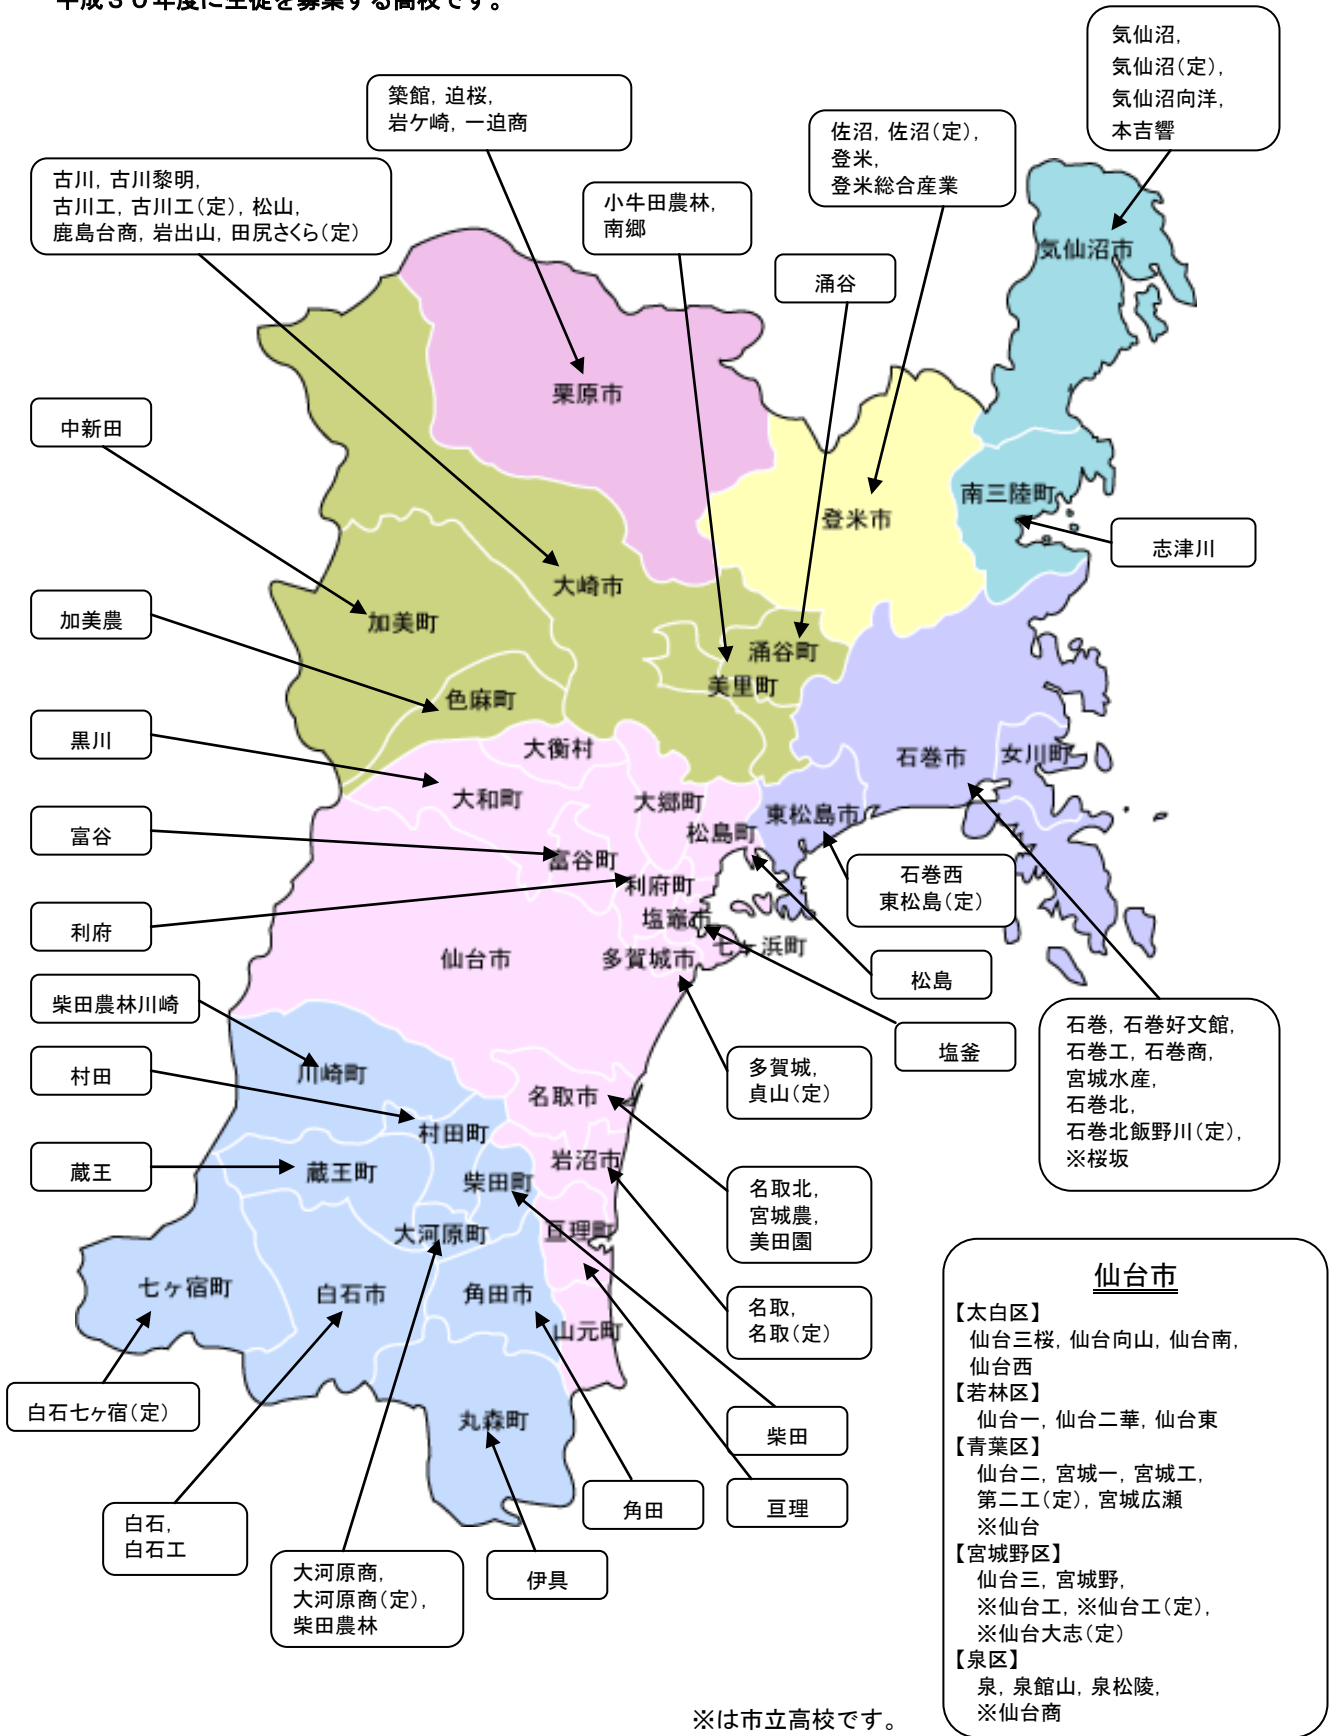 平成３０年度に生徒を募集する高校です。
気仙沼,
気仙沼(定),
気仙沼向洋,
本吉響
築館, 迫桜,
岩ケ崎, 一迫商
佐沼, 佐沼(定),
登米,
登米総合産業
古川, 古川黎明,
古川工, 古川工(定), 松山,
鹿島台商, 岩出山, 田尻さくら(定)
小牛田農林,
南郷
涌谷
気仙沼市
栗原市
中新田
南三陸町
登米市
志津川
大崎市
加美農
加美町
涌谷町
美里町
色麻町
黒川
大衡村
石巻市
女川町
大和町
大郷町
東松島市
松島町
富谷
富谷町
利府町
石巻西
東松島(定)
利府
塩竈市
七ヶ浜町
仙台市
多賀城市
松島
柴田農林川崎
塩釜
石巻, 石巻好文館,
石巻工, 石巻商,
宮城水産,
石巻北,
石巻北飯野川(定),
※桜坂
川崎町
村田
多賀城,
貞山(定)
名取市
村田町
蔵王
蔵王町
岩沼市
柴田町
名取北,
宮城農,
美田園
大河原町
亘理町
七ヶ宿町
白石市
角田市
山元町
名取,
名取(定)
白石七ヶ宿(定)
丸森町
柴田
角田
亘理
白石,
白石工
大河原商,
大河原商(定),
柴田農林
伊具
仙台市
【太白区】
仙台三桜, 仙台向山, 仙台南,
仙台西
【若林区】
仙台一, 仙台二華, 仙台東
【青葉区】
仙台二, 宮城一, 宮城工,
第二工(定), 宮城広瀬
※仙台
【宮城野区】
仙台三, 宮城野,
※仙台工, ※仙台工(定),
※仙台大志(定)
【泉区】
泉, 泉館山, 泉松陵,
※仙台商
※は市立高校です。